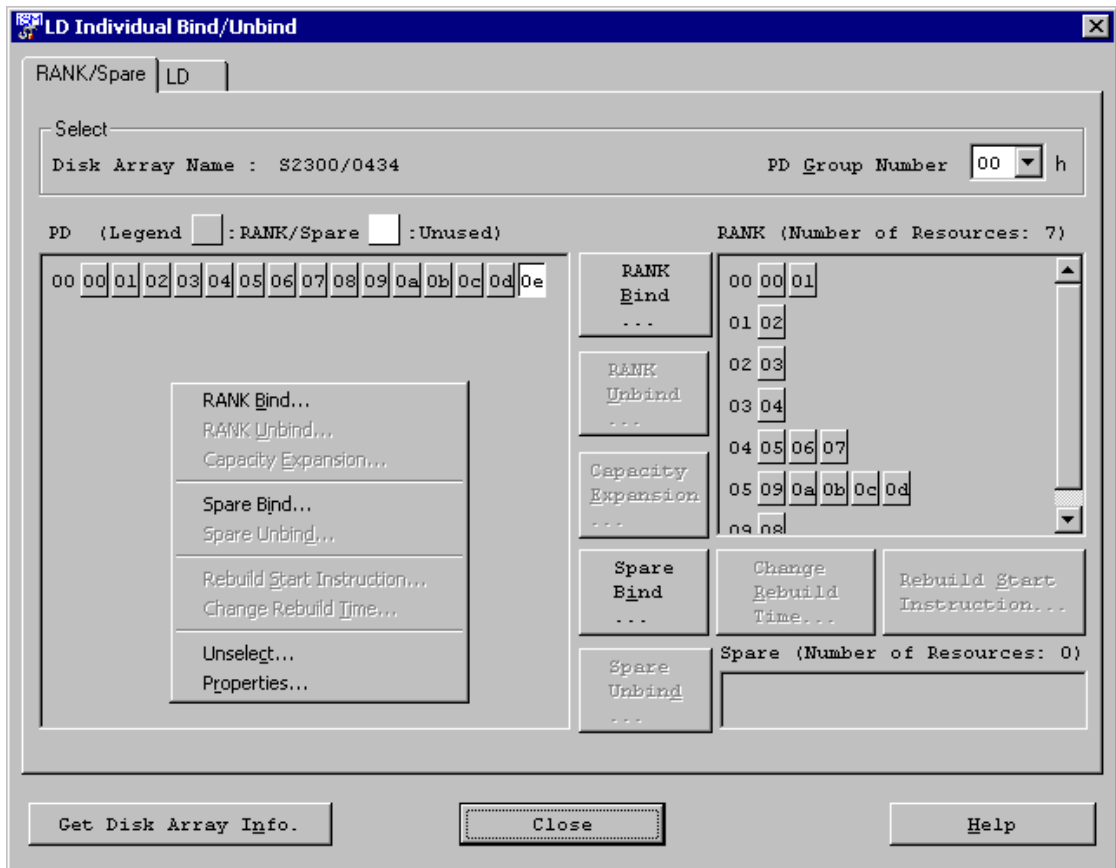 LD Individual Bind/Unbind
RANK/Spare LD
Select
Disk Array Name : S2300/0434 PD Group Number 00 h
PD (Legend :RANK/Spare :Unused)
RANK (Number of Resources: 7)
00 00 01 02 03 04 05 06 07 08 09 0a 0b 0c 0d 0e
RANK Bind...
RANK Unbind...
Capacity Expansion...
Spare Bind...
Spare Unbind...
Rebuild Start Instruction...
Change Rebuild Time...
Unselect...
Properties...
RANK
Bind
...
RANK
Unbind
...
Capacity
Expansion
...
Spare
Bind
...
Spare
Unbind
...
00 00 01
01 02
02 03
03 04
04 05 06 07
05 09 0a 0b 0c 0d
09 08
Change
Rebuild
Time...
Rebuild Start
Instruction...
Spare (Number of Resources: 0)
Get Disk Array Info.
Close
Help